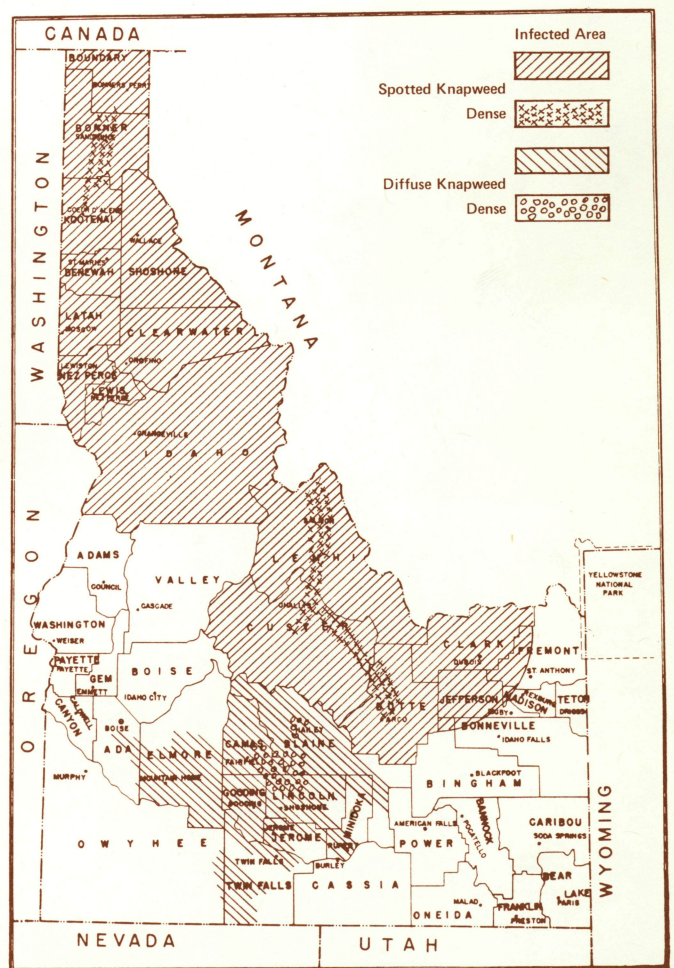 CANADA
Infected Area
Spotted Knapweed
Dense
Diffuse Knapweed
Dense
WASHINGTON
MONTANA
OREGON
WYOMING
NEVADA
UTAH
BOUNDARY
BONNERS FERRY
BONNER
KOOTENAI
WALLACE
ST MARIES
BENEWAH
SHOSHONE
LATAH
MOSCOW
CLEARWATER
OROFINO
LEWISTON
NEZ PERCE
LEWIS
NEZPERCE
GRANGEVILLE
IDAHO
ADAMS
COUNCIL
VALLEY
CASCADE
SALMON
LEMHI
CHALLIS
CUSTER
YELLOWSTONE
NATIONAL
PARK
WASHINGTON
WEISER
PAYETTE
PAYETTE
GEM
EMMETT
BOISE
IDAHO CITY
CANYON
CALDWELL
BOISE
ADA
CLARK
DUBOIS
FREMONT
ST. ANTHONY
BUTTE
ARCO
JEFFERSON
RIGBY
MADISON
REXBURG
TETON
DRIGGS
BONNEVILLE
IDAHO FALLS
ELMORE
MOUNTAIN HOME
MURPHY
OWYHEE
CAMAS
FAIRFIELD
BLAINE
HAILEY
GOODING
GOODING
LINCOLN
SHOSHONE
JEROME
JEROME
MINIDOKA
RUPERT
BURLEY
TWIN FALLS
TWIN FALLS
CASSIA
BINGHAM
BLACKFOOT
AMERICAN FALLS
POWER
POCATELLO
BANNOCK
CARIBOU
SODA SPRINGS
BEAR
LAKE
PARIS
MALAD
ONEIDA
FRANKLIN
PRESTON